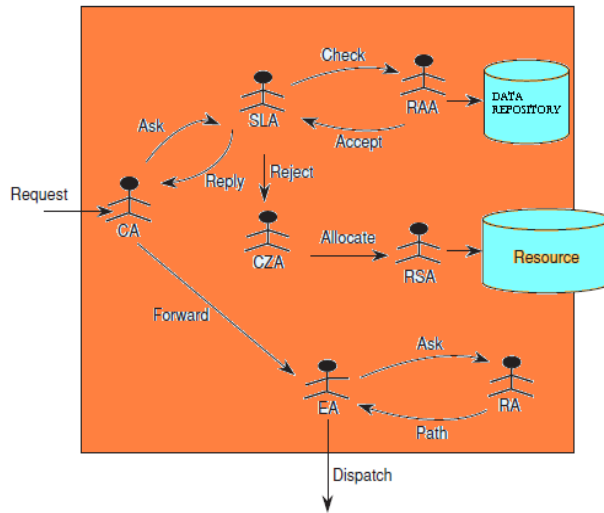 Check
RAA
DATA
REPOSITORY
Ask
SLA
Accept
Reply
Reject
Request
CA
CZA
Allocate
RSA
Resource
Forward
Ask
EA
RA
Path
Dispatch